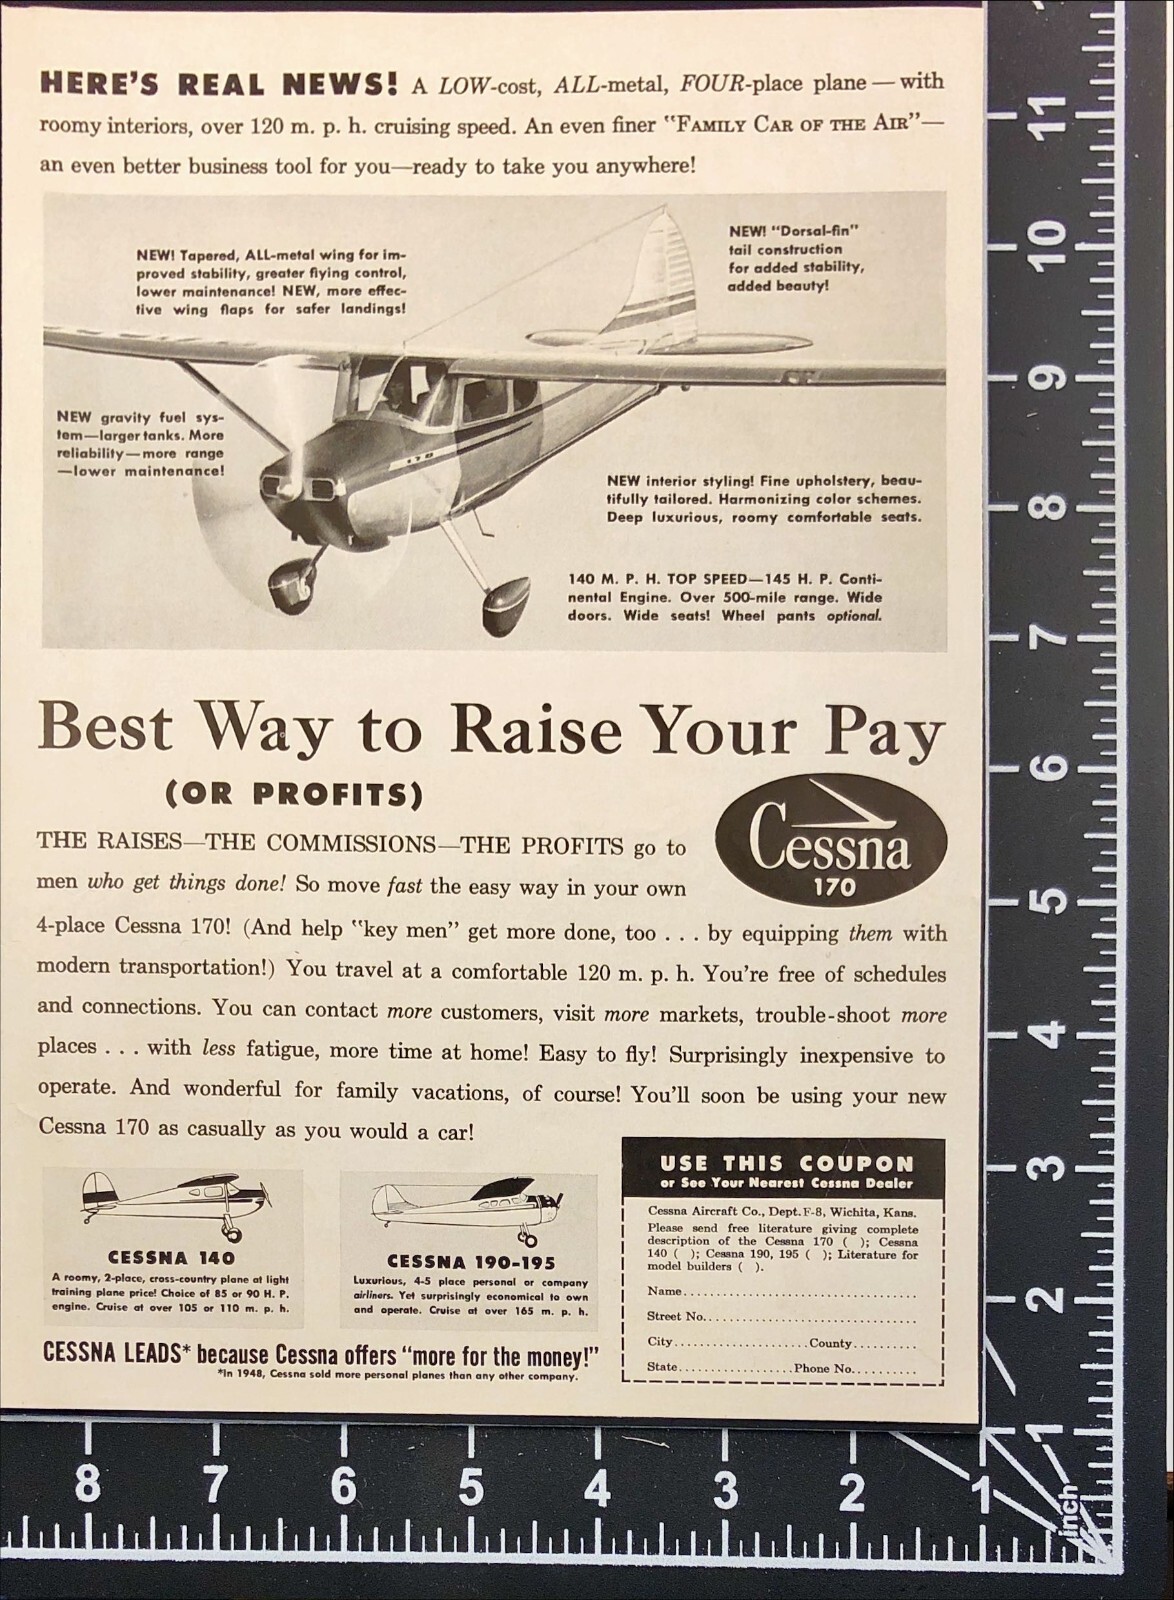 HERE'S REAL NEWS! A LOW-cost, ALL-metal, FOUR-place plane — with
roomy interiors, over 120 m. p. h. cruising speed. An even finer "FAMILY CAR OF THE AIR"—
an even better business tool for you—ready to take you anywhere!
NEW! Tapered, ALL-metal wing for im-
proved stability, greater flying control,
lower maintenance! NEW, more effec-
tive wing flaps for safer landings!
NEW! "Dorsal-fin"
tail construction
for added stability,
added beauty!
NEW gravity fuel sys-
tem—larger tanks. More
reliability—more range
—lower maintenance!
170
NEW interior styling! Fine upholstery, beau-
tifully tailored. Harmonizing color schemes.
Deep luxurious, roomy comfortable seats.
140 M. P. H. TOP SPEED—145 H. P. Conti-
nental Engine. Over 500-mile range. Wide
doors. Wide seats! Wheel pants optional.
Best Way to Raise Your Pay
(OR PROFITS)
Cessna
170
THE RAISES—THE COMMISSIONS—THE PROFITS go to
men who get things done! So move fast the easy way in your own
4-place Cessna 170! (And help "key men" get more done, too . . . by equipping them with
modern transportation!) You travel at a comfortable 120 m. p. h. You're free of schedules
and connections. You can contact more customers, visit more markets, trouble-shoot more
places . . . with less fatigue, more time at home! Easy to fly! Surprisingly inexpensive to
operate. And wonderful for family vacations, of course! You'll soon be using your new
Cessna 170 as casually as you would a car!
CESSNA 140
A roomy, 2-place, cross-country plane at light
training plane price! Choice of 85 or 90 H. P.
engine. Cruise at over 105 or 110 m. p. h.
CESSNA 190-195
Luxurious, 4-5 place personal or company
airliners. Yet surprisingly economical to own
and operate. Cruise at over 165 m. p. h.
CESSNA LEADS* because Cessna offers "more for the money!"
*In 1948, Cessna sold more personal planes than any other company.
USE THIS COUPON
or See Your Nearest Cessna Dealer
Cessna Aircraft Co., Dept. F-8, Wichita, Kans.
Please send free literature giving complete
description of the Cessna 170 ( ); Cessna
140 ( ); Cessna 190, 195 ( ); Literature for
model builders ( ).
Name
Street No.
City County
State Phone No.
11
10
9
8
7
6
5
4
3
2
1
8 7 6 5 4 3 2 1
inch